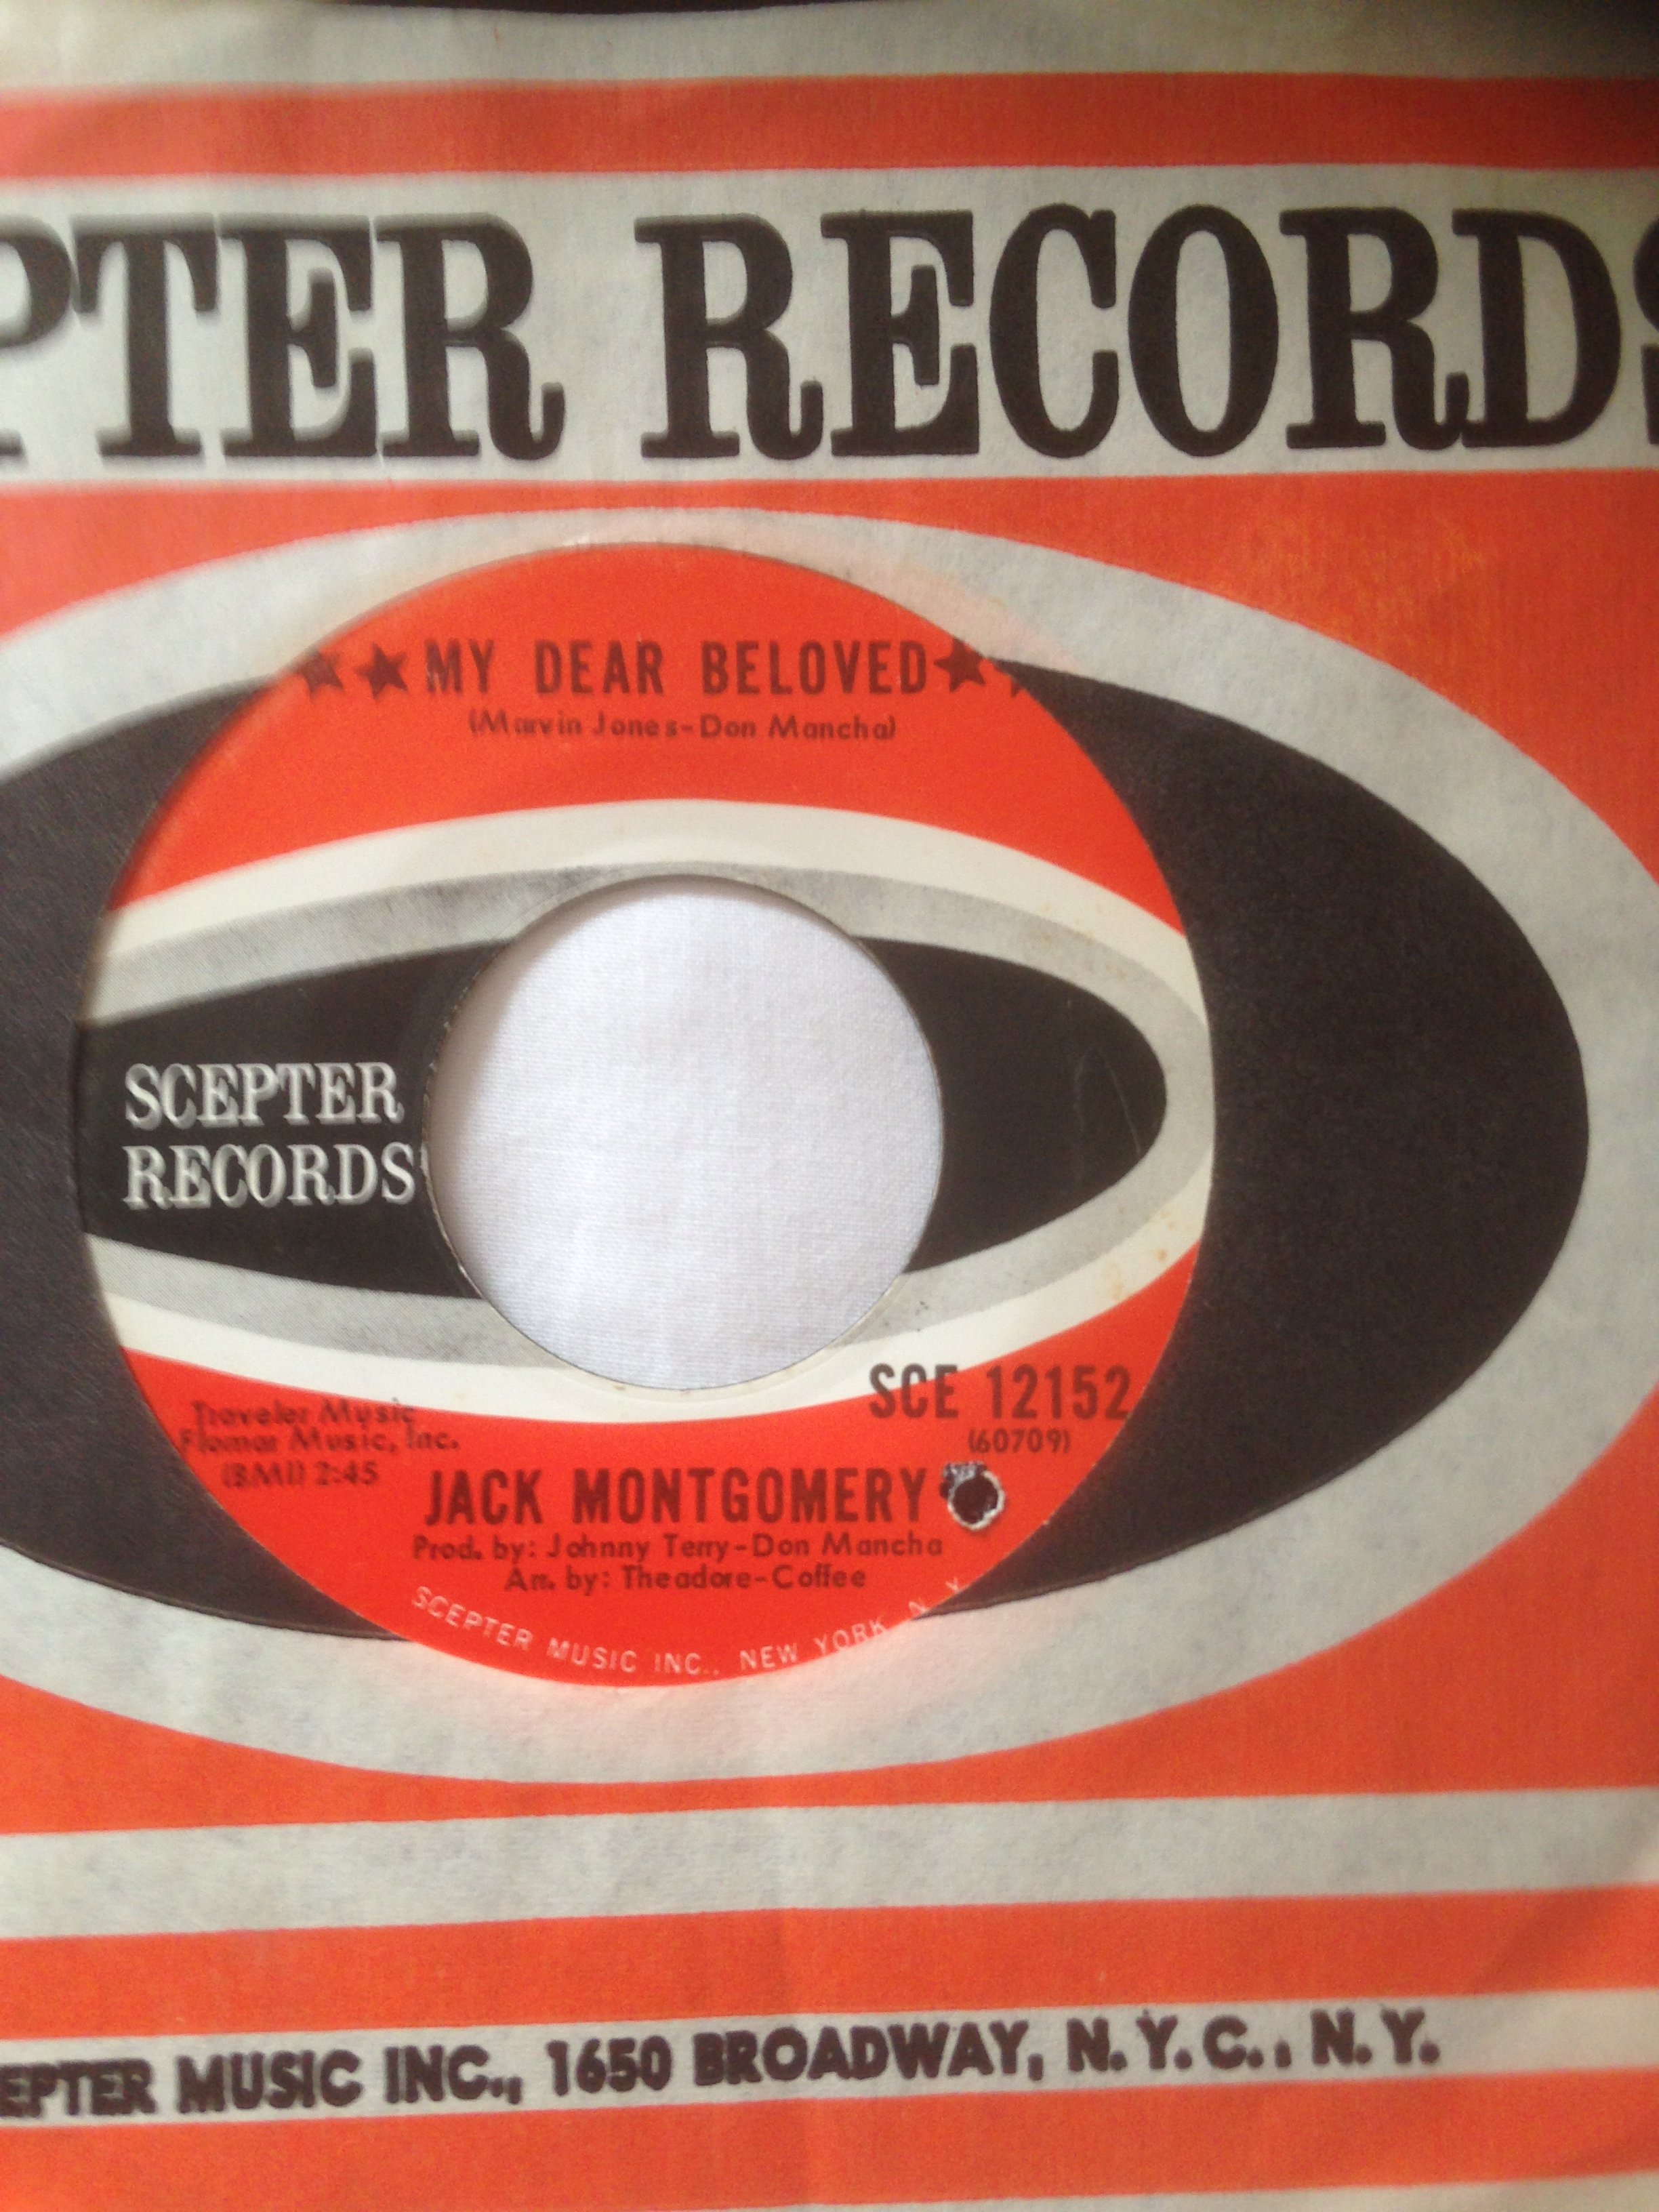 PTER RECORDS
★★MY DEAR BELOVED★★
(Marvin Jones-Don Mancha)
SCEPTER
RECORDS
SCE 12152
(60709)
Traveler Music
Flomar Music, Inc.
(BMI) 2:45
JACK MONTGOMERY
Prod. by: Johnny Terry-Don Mancha
Arr. by: Theadore-Coffee
SCEPTER MUSIC INC., NEW YORK, N. Y.
EPTER MUSIC INC., 1650 BROADWAY, N.Y.C., N.Y.